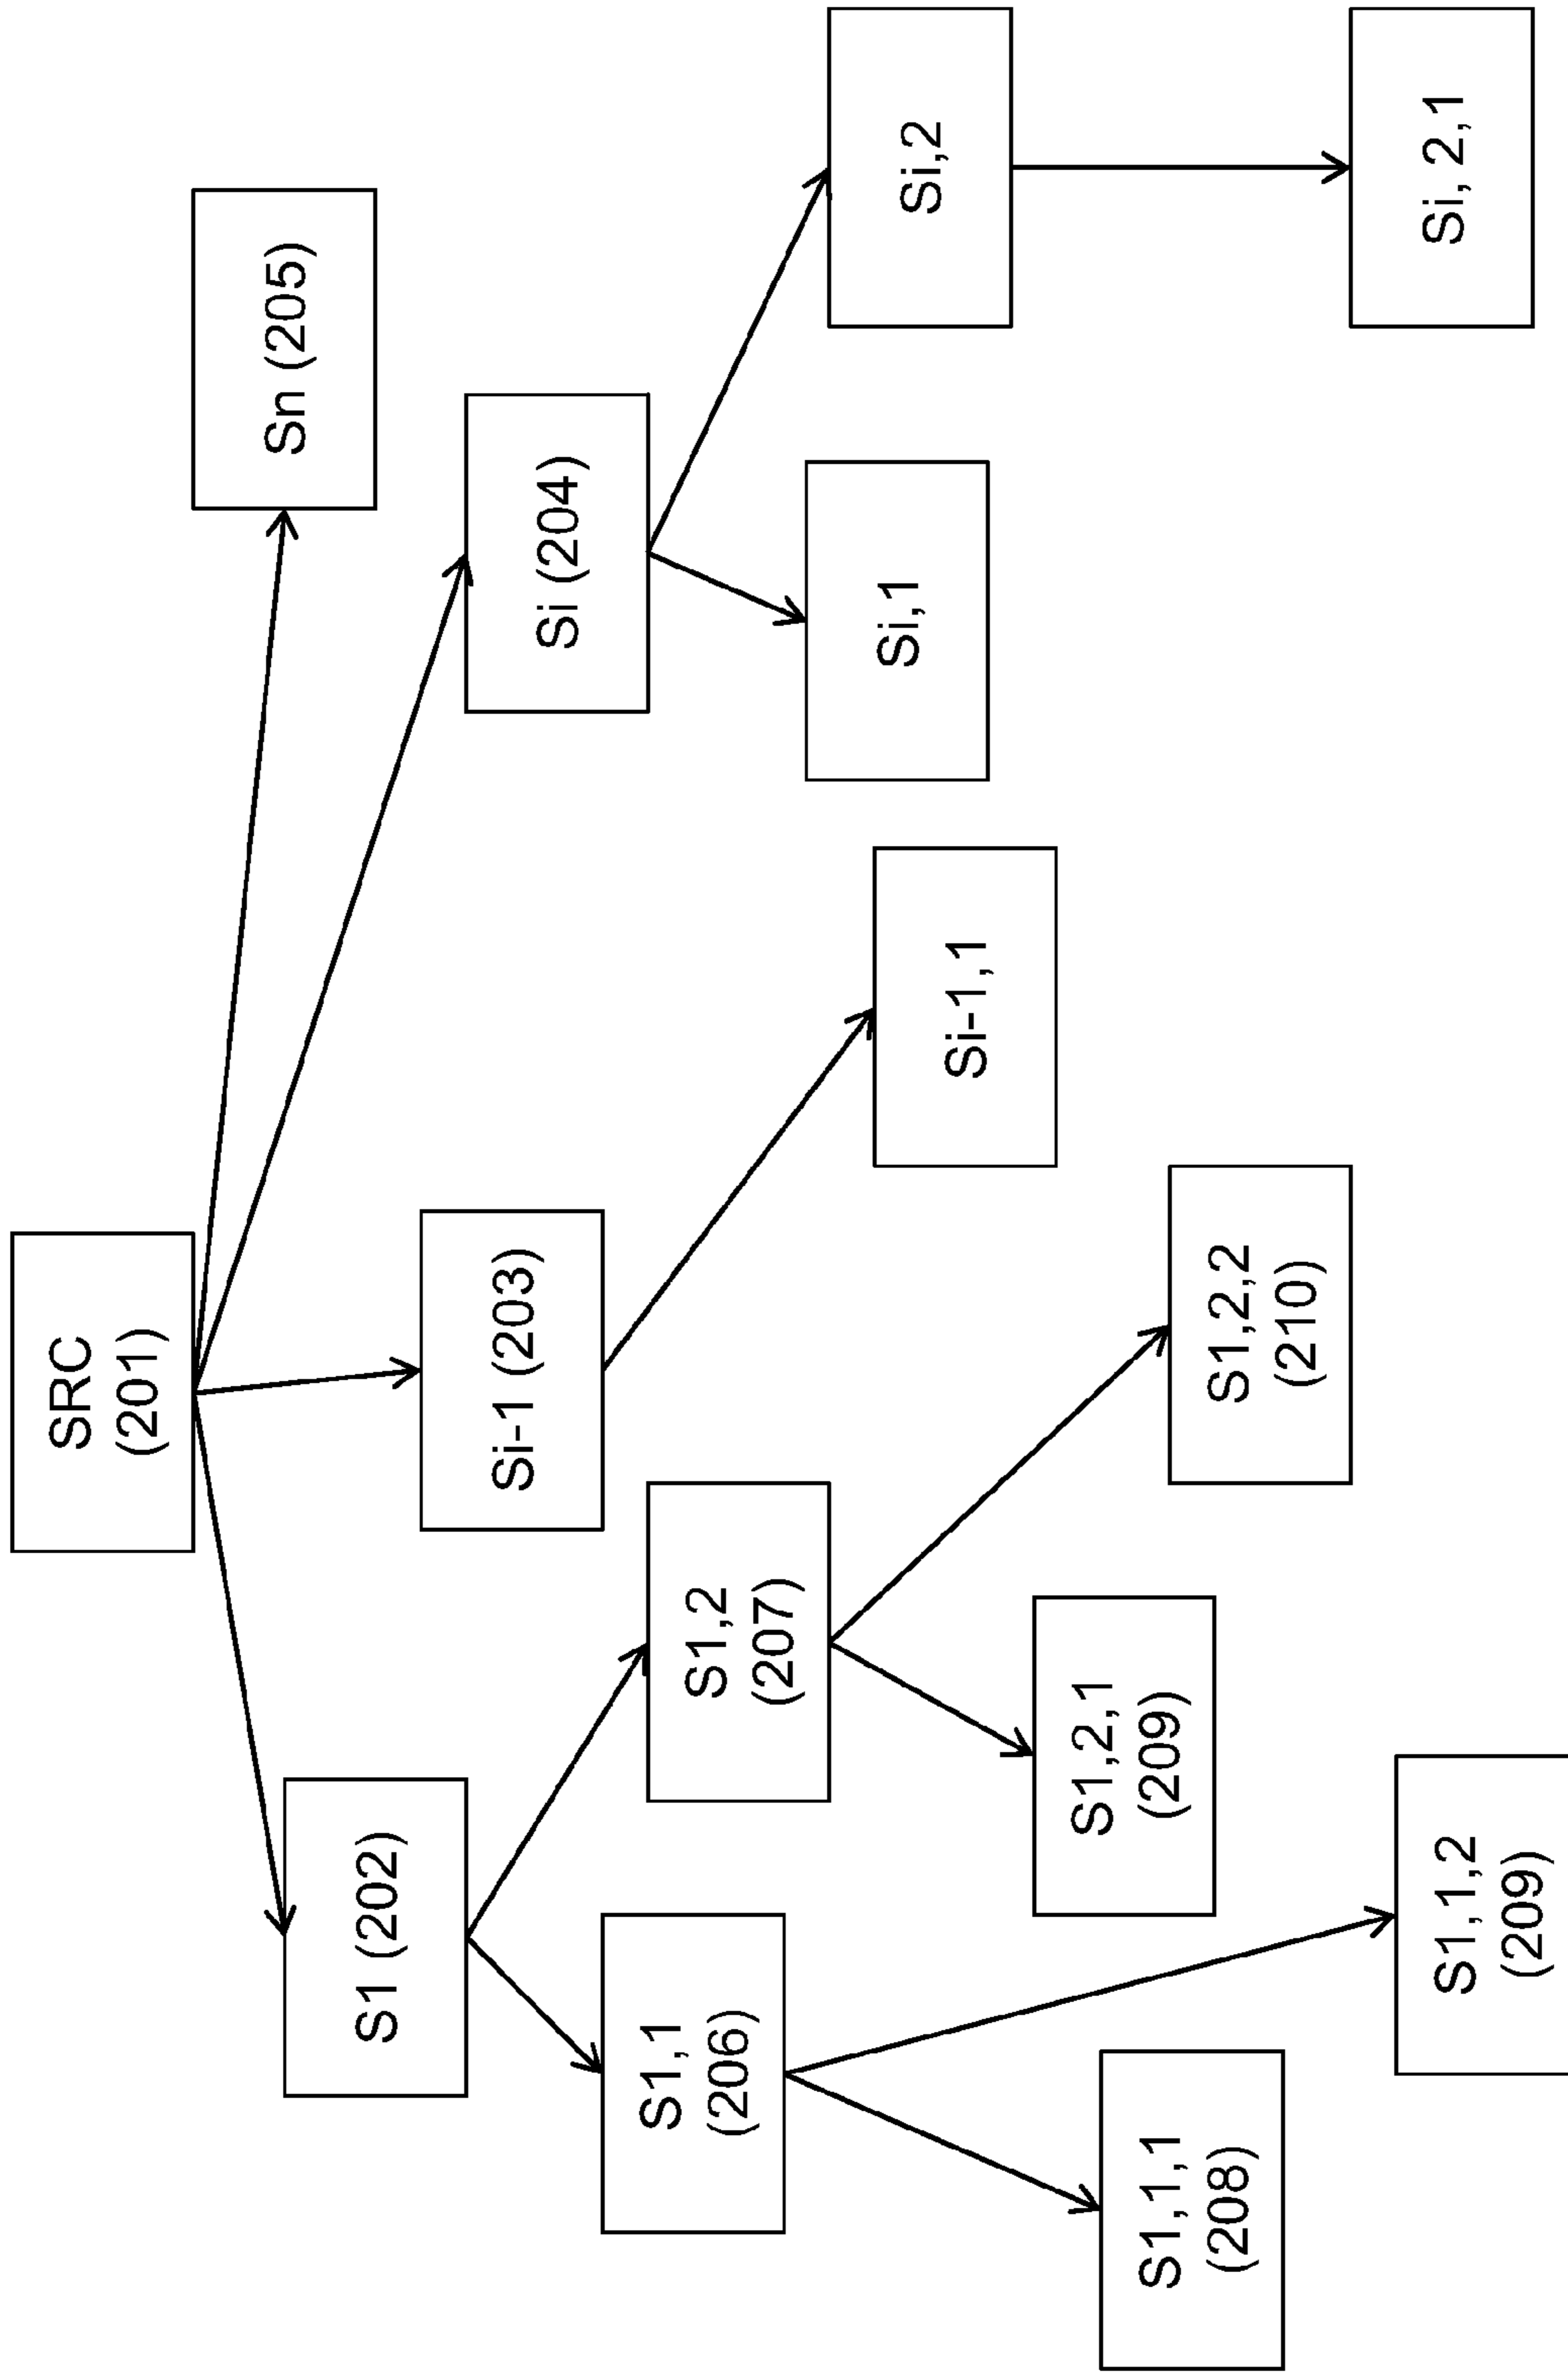 SRC
(201)
S1 (202)
Si-1 (203)
Si (204)
Sn (205)
S1,1
(206)
S1,2
(207)
Si-1,1
Si,1
Si,2
S1,1,1
(208)
S1,1,2
(209)
S1,2,1
(209)
S1,2,2
(210)
Si, 2,1